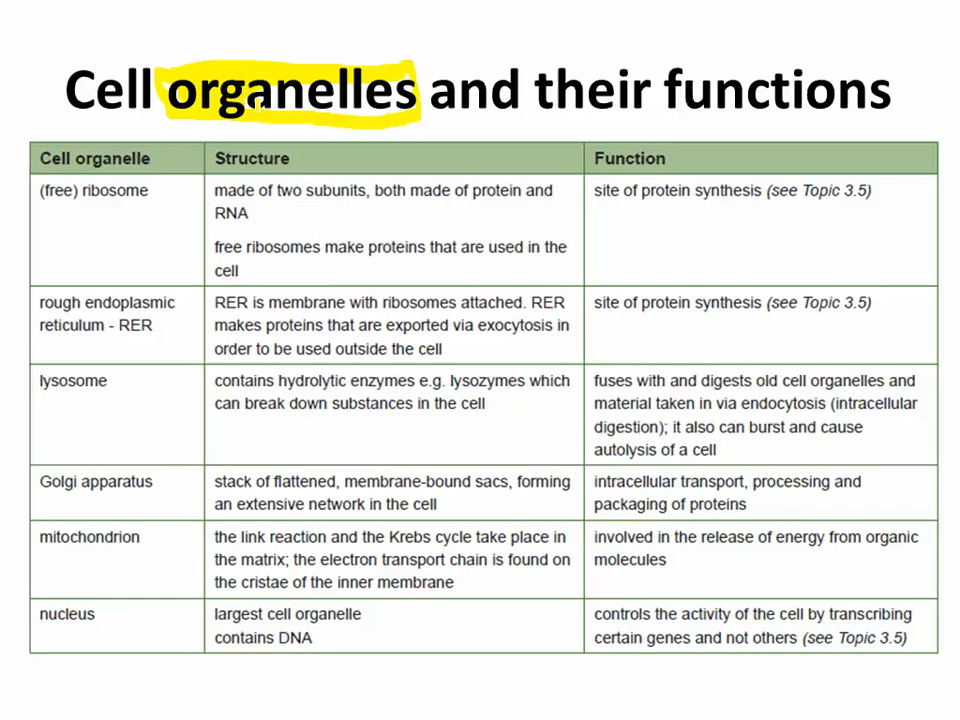 Cell organelles and their functions
Cell organelle Structure Function
(free) ribosome made of two subunits, both made of protein and site of protein synthesis (see Topic 3.5)
RNA
free ribosomes make proteins that are used in the
cell
rough endoplasmic RER is membrane with ribosomes attached. RER site of protein synthesis (see Topic 3.5)
reticulum - RER makes proteins that are exported via exocytosis in
order to be used outside the cell
lysosome contains hydrolytic enzymes e.g. lysozymes which fuses with and digests old cell organelles and
can break down substances in the cell material taken in via endocytosis (intracellular
digestion); it also can burst and cause
autolysis of a cell
Golgi apparatus stack of flattened, membrane-bound sacs, forming intracellular transport, processing and
an extensive network in the cell packaging of proteins
mitochondrion the link reaction and the Krebs cycle take place in involved in the release of energy from organic
the matrix; the electron transport chain is found on molecules
the cristae of the inner membrane
nucleus largest cell organelle controls the activity of the cell by transcribing
contains DNA certain genes and not others (see Topic 3.5)